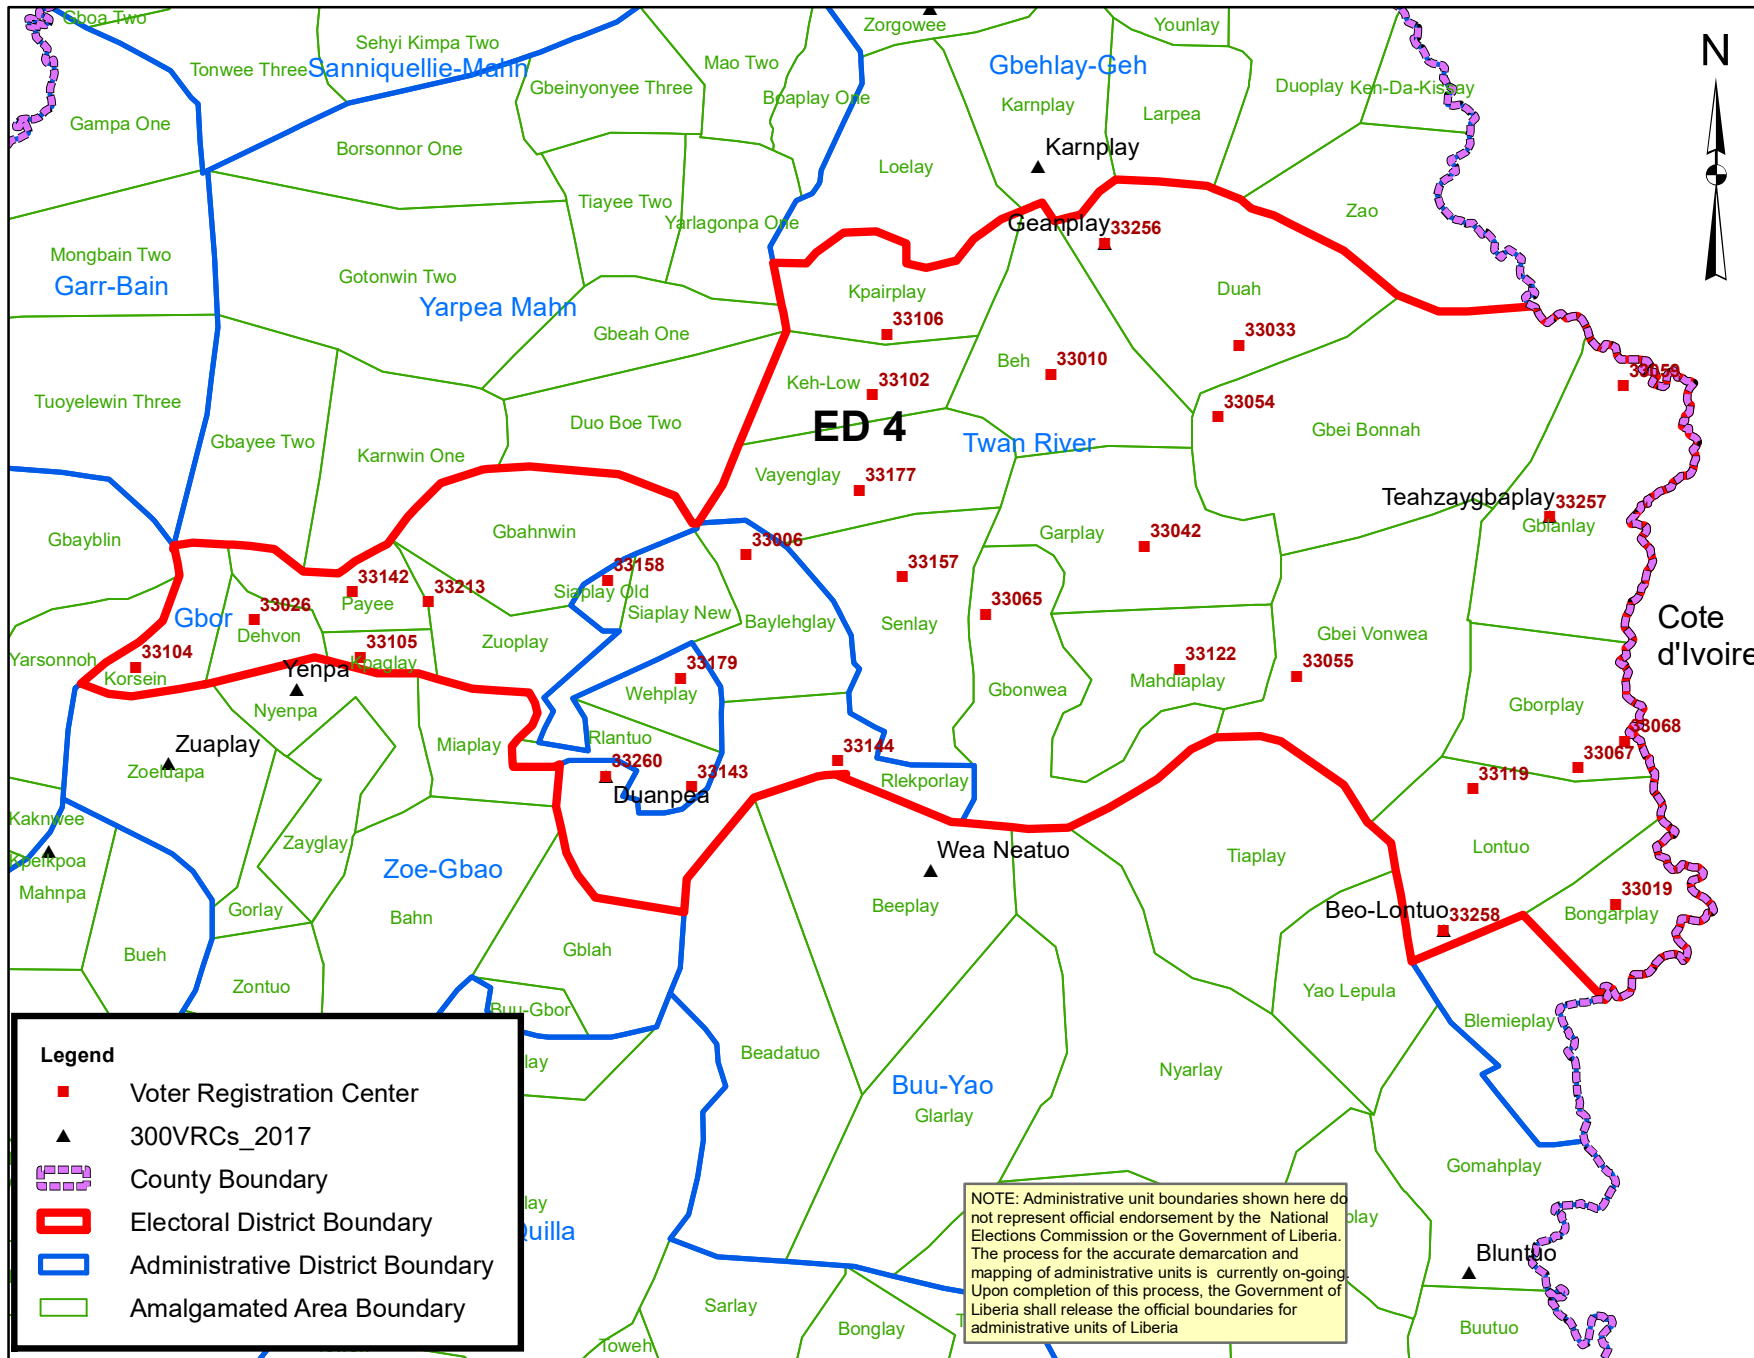 Gboa Two
Zorgowee
Younlay
Sehyi Kimpa Two
Tonwee Three
Sanniquellie-Mahn
Mao Two
Gbehlay-Geh
N
Gbeinyonyee Three
Boaplay One
Karnplay
Larpea
Duoplay
Ken-Da-Kissay
Gampa One
Borsonnor One
Karnplay
Loelay
Tiayee Two
Yarlagonpa One
Geanplay
33256
Zao
Mongbain Two
Garr-Bain
Gotonwin Two
Yarpea Mahn
Kpairplay
Duah
Gbeah One
33106
33033
Beh
33010
33059
Keh-Low
33102
Tuoyelewin Three
Gbayee Two
Duo Boe Two
ED 4
33054
Gbei Bonnah
Karnwin One
Twan River
Vayenglay
33177
Teahzaygbaplay
33257
Gblanlay
Gbayblin
Gbahnwin
33006
Garplay
33042
33158
33157
33142
33213
Siaplay Old
Payee
33026
Gbor
Siaplay New
Baylehglay
33065
Senlay
Cote
d'Ivoire
Dehvon
Zuoplay
Gbei Vonwea
Yarsonnoh
33104
33105
Kpaglay
Korsein
Yenpa
33179
Wehplay
Gbonwea
33122
Mahdiaplay
33055
Nyenpa
Gborplay
Zuaplay
Zoeluapa
Miaplay
Rlantuo
33144
33068
33260
33143
Duanpea
Rlekporlay
33119
33067
Kaknwee
Kpeikpoa
Mahnpa
Zayglay
Zoe-Gbao
Wea Neatuo
Tiaplay
Lontuo
Gorlay
Bahn
Beeplay
Beo-Lontuo
33258
33019
Bongarplay
Bueh
Gblah
Zontuo
Buu-Gbor
Yao Lepula
Blemieplay
lay
Beadatuo
Nyarlay
Buu-Yao
Glarlay
Gomahplay
lay
Quilla
play
Bluntuo
Sarlay
Bonglay
T
Toweh
Buutuo
Legend
Voter Registration Center
300VRCs_2017
County Boundary
Electoral District Boundary
Administrative District Boundary
Amalgamated Area Boundary
NOTE: Administrative unit boundaries shown here do
not represent official endorsement by the National
Elections Commission or the Government of Liberia.
The process for the accurate demarcation and
mapping of administrative units is currently on-going.
Upon completion of this process, the Government of
Liberia shall release the official boundaries for
administrative units of Liberia